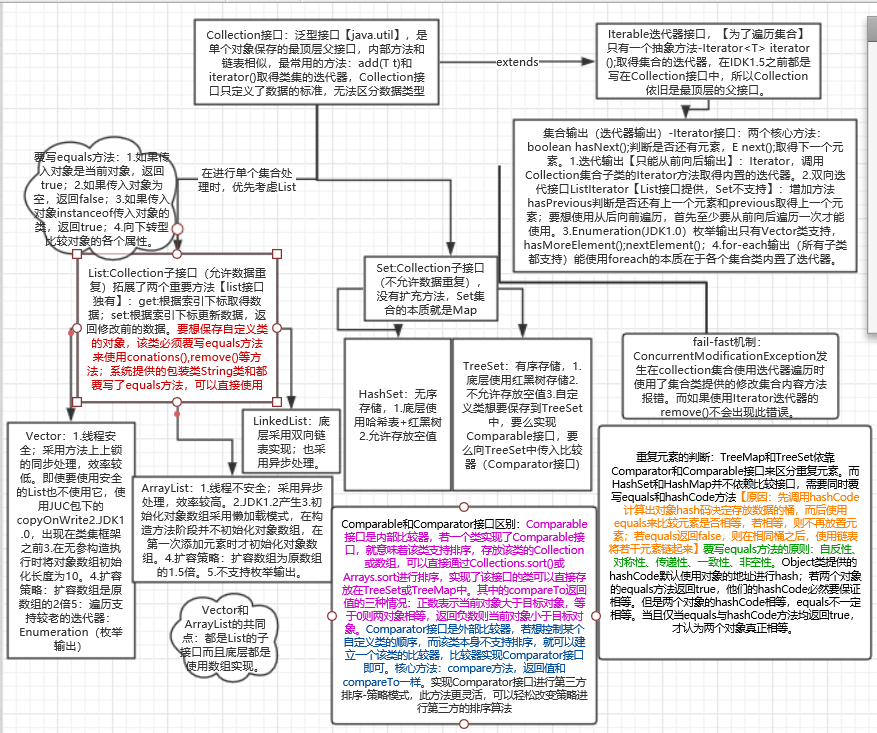 Collection接口：泛型接口【java.util】，是
单个对象保存的最顶层父接口，内部方法和
链表相似，最常用的方法：add(T t)和
iterator()取得类集的迭代器，Collection接
口只定义了数据的标准，无法区分数据类型
extends
Iterable迭代器接口，【为了遍历集合】
只有一个抽象方法-Iterator<T> iterator
();取得集合的迭代器，在IDK1.5之前都是
写在Collection接口中，所以Collection
依旧是最顶层的父接口。
集合输出（迭代器输出）-Iterator接口：两个核心方法：
boolean hasNext();判断是否还有元素，E next();取得下一个元
素。1.迭代输出【只能从前向后输出】：Iterator，调用
Collection集合子类的Iterator方法取得内置的迭代器。2.双向迭
代接口ListIterator【List接口提供，Set不支持】：增加方法
hasPrevious判断是否还有上一个元素和previous取得上一个元
素；要想使用从后向前遍历，首先至少要从前向后遍历一次才能
使用。3.Enumeration(JDK1.0）枚举输出只有Vector类支持，
hasMoreElement();nextElement()；4.for-each输出（所有子类
都支持）能使用foreach的本质在于各个集合类内置了迭代器。
覆写equals方法：1.如果传
入对象是当前对象，返回
true；2.如果传入对象为
空，返回false；3.如果传入
对象instanceof传入对象的
类，返回true；4.向下转型
比较对象的各个属性。
在进行单个集合处
理时，优先考虑List
List:Collection子接口（允许数据重
复）拓展了两个重要方法【list接口
独有】：get:根据索引下标取得数
据；set:根据索引下标更新数据，返
回修改前的数据。要想保存自定义类
的对象，该类必须要写equals方法
来使用conations(),remove()等方
法；系统提供的包装类String类和都
要写了equals方法，可以直接使用
Set:Collection子接口
（不允许数据重复），
没有扩充方法，Set集
合的本质就是Map
fail-fast机制：
ConcurrentModificationException发
生在collection集合使用迭代器遍历时
使用了集合类提供的修改集合内容方法
报错。而如果使用Iterator迭代器的
remove()不会出现此错误。
HashSet：无序
存储，1.底层使
用哈希表+红黑树
2.允许存放空值
TreeSet：有序存储，1.
底层使用红黑树存储2.
不允许存放空值3.自定
义类想要保存到TreeSet
中，要么实现
Comparable接口，要
么向TreeSet中传入比
较器（Comparator接口）
Vector：1.线程安
全；采用方法上上锁
的同步处理，效率较
低。即使要使用安全
的List也不使用它，使
用JUC包下的
copyOnWrite2.JDK1
.0，出现在类集框架
之前3.在无参构造执
行时将对象数组初始
化长度为10。4.扩容
策略：扩容数组是原
数组的2倍5：遍历支
持较老的迭代器：
Enumeration（枚举
输出）
LinkedList：底
层采用双向链
表实现；也采
用异步处理。
ArrayList：1.线程不安全；采用异步
处理，效率较高。2.JDK1.2产生3.
初始化对象数组采用懒加载模式，在构
造方法阶段并不初始化对象数组，在
第一次添加元素时才初始化对象数
组。4.扩容策略：扩容数组为原数组
的1.5倍。5.不支持枚举输出。
Vector和
ArrayList的共同
点：都是List的子
接口而且底层都是
使用数组实现。
Comparable和Comparator接口区别：Comparable
接口是内部比较器，若一个类实现了Comparable接
口，就意味着该类支持排序，存放该类的Collection
或数组，可以直接通过Collections.sort()或
Arrays.sort进行排序，实现了该接口的类可以直接存
放在TreeSet或TreeMap中。其中的compareTo返回
值的三种情况：正数表示当前对象大于目标对象，等
于0则两对象相等，返回负数则当前对象小于目标对
象。Comparator接口是外部比较器，若想控制某个
自定义类的顺序，而该类本身不支持排序，就可以建
立一个该类的比较器，比较器实现Comparator接口
即可。核心方法：compare方法，返回值和
compareTo一样。实现Comparator接口进行第三方
排序-策略模式，此方法更灵活，可以轻松改变策略进
行第三方的排序算法
重复元素的判断：TreeMap和TreeSet依靠
Comparator和Comparable接口来区分重复元素。而
HashSet和HashMap并不依赖比较接口，需要同时要
写equals和hashCode方法【原因：先调用hashCode
计算出对象hash码决定存放数据的桶，而后使用
equals来比较元素是否相等，若相等，则不再放置元
素；若equals返回false，则在相同桶之后，使用链表
将若干元素链起来】覆写equals方法的原则：自反性、
对称性、传递性、一致性、非空性。Object类提供的
hashCode默认使用对象的地址进行hash；若两个对象
的equals方法返回true，他们的hashCode必然要保证
相等。但是两个对象的hashCode相等，equals不一定
相等。当且仅当equals与hashCode方法均返回true，
才认为两个对象真正相等。